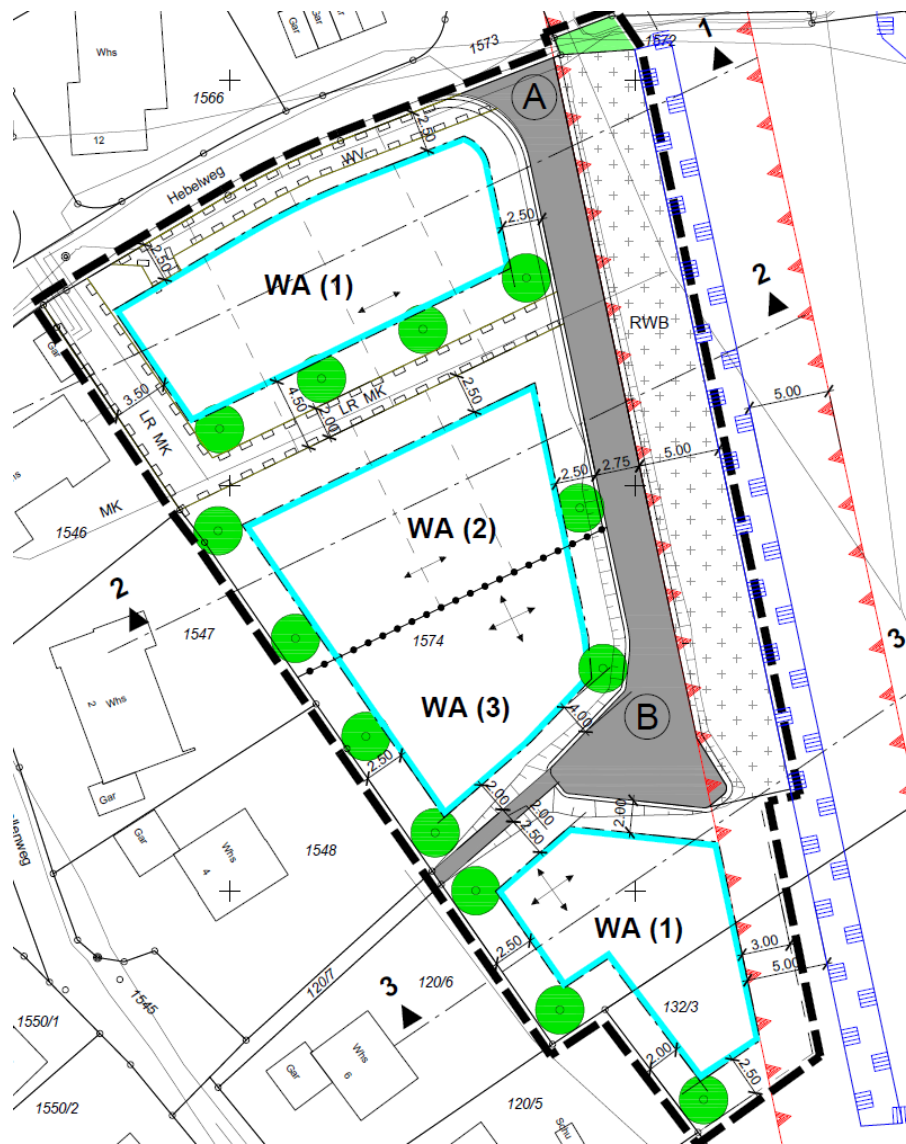 1573
1572
1
Gar
Whs
1566
12
A
2.50
WV
Hebelweg
2.50
2.50
WA (1)
2
RWB
Gar
3.50
4.50
2.00
LR MK
2.50
5.00
LR MK
2.50
2.75
5.00
MK
1546
WA (2)
2
1547
1574
3
2
Whs
WA (3)
B
4.00
2.50
Gar
2.00
2.00
2.50
2.00
Gar
Whs
4
1548
llenweg
WA (1)
2.50
3.00
5.00
120/7
120/6
3
132/3
1545
1550/1
2.00
2.50
Gar
Whs
6
1550/2
120/5
Schu